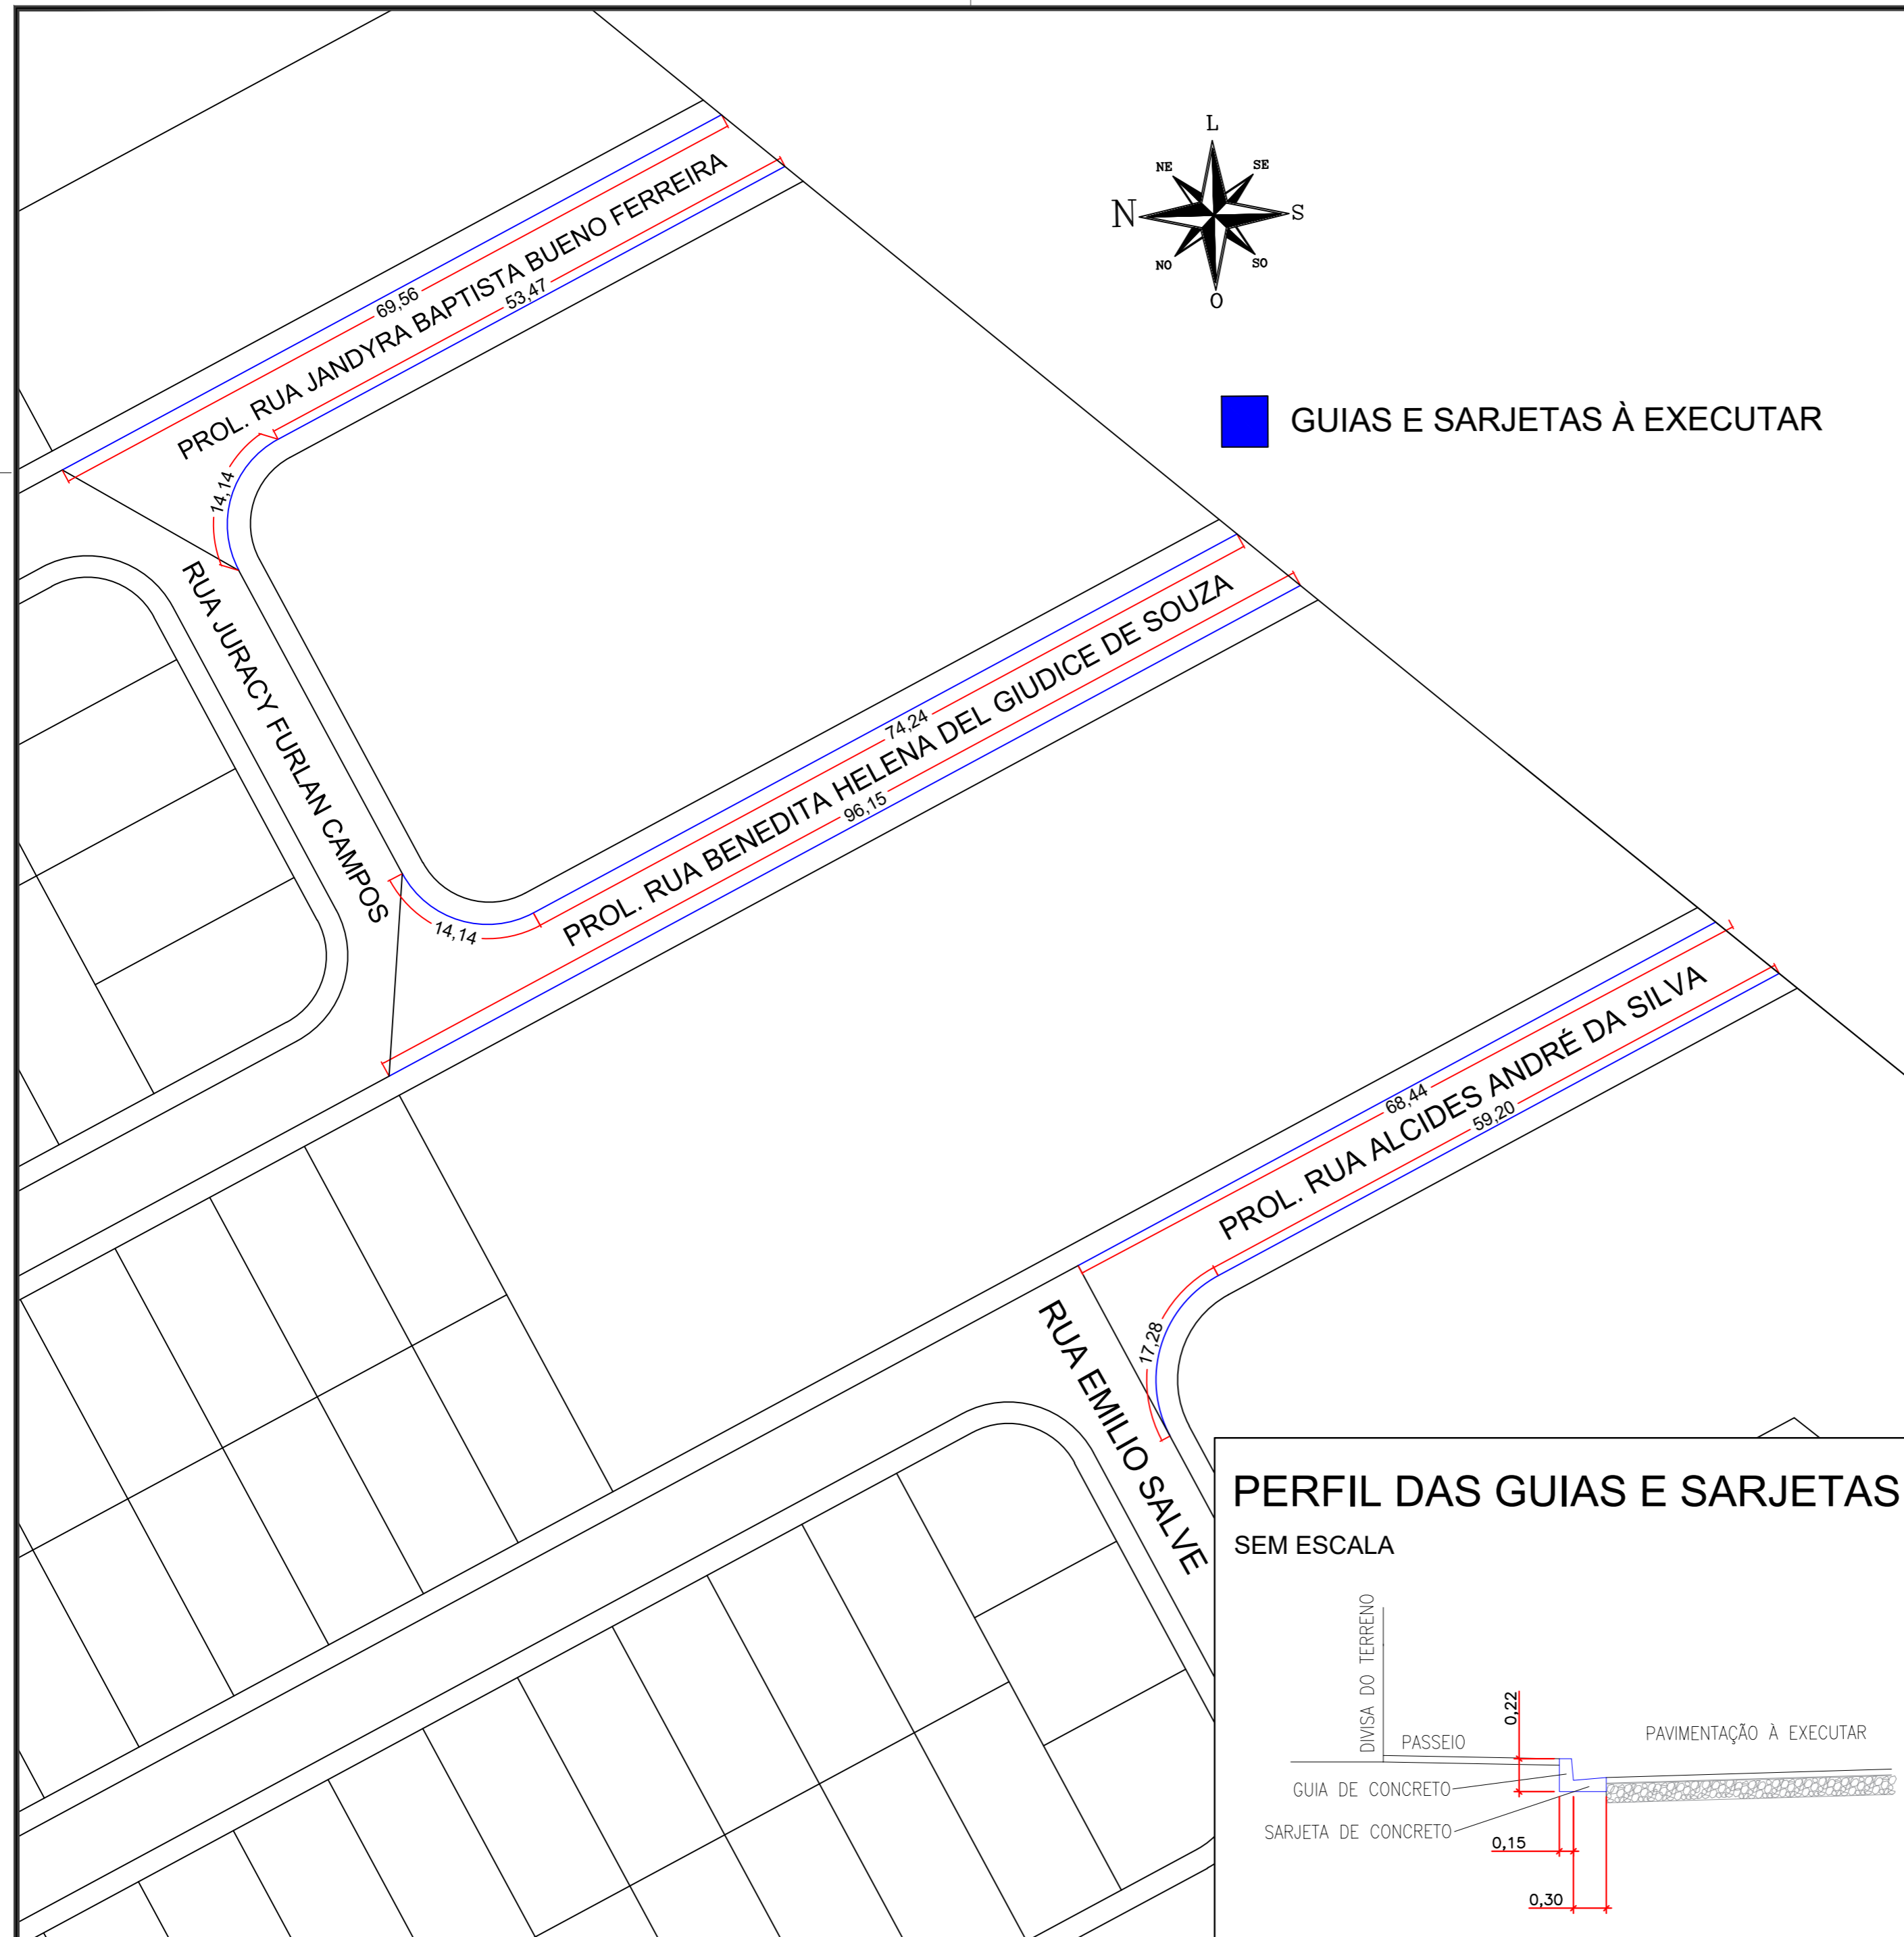 L
NE
SE
N
S
NO
SO
O
GUIAS E SARJETAS À EXECUTAR
PROL. RUA JANDYRA BAPTISTA BUENO FERREIRA
69,56
53,47
14,14
RUA JURACY FURLAN CAMPOS
PROL. RUA BENEDITA HELENA DEL GIUDICE DE SOUZA
74,24
96,15
14,14
PROL. RUA ALCIDES ANDRÉ DA SILVA
68,44
59,20
17,28
RUA EMILIO SALVE
PERFIL DAS GUIAS E SARJETAS
SEM ESCALA
DIVISA DO TERRENO
PASSEIO
0,22
PAVIMENTAÇÃO À EXECUTAR
GUIA DE CONCRETO
SARJETA DE CONCRETO
0,15
0,30